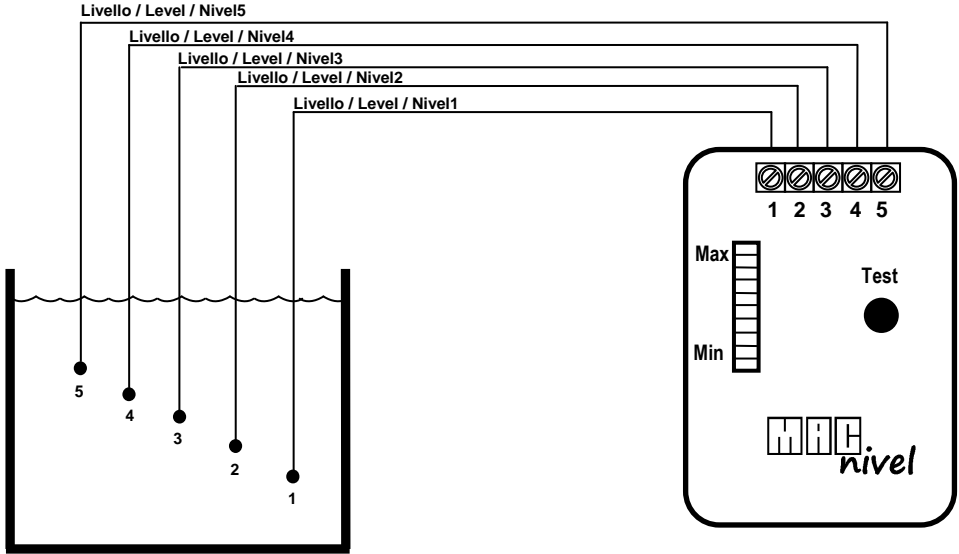 Livello / Level / Nivel5
Livello / Level / Nivel4
Livello / Level / Nivel3
Livello / Level / Nivel2
Livello / Level / Nivel1
1 2 3 4 5
Max
Test
Min
5
4
3
2
1
MAC
nivel